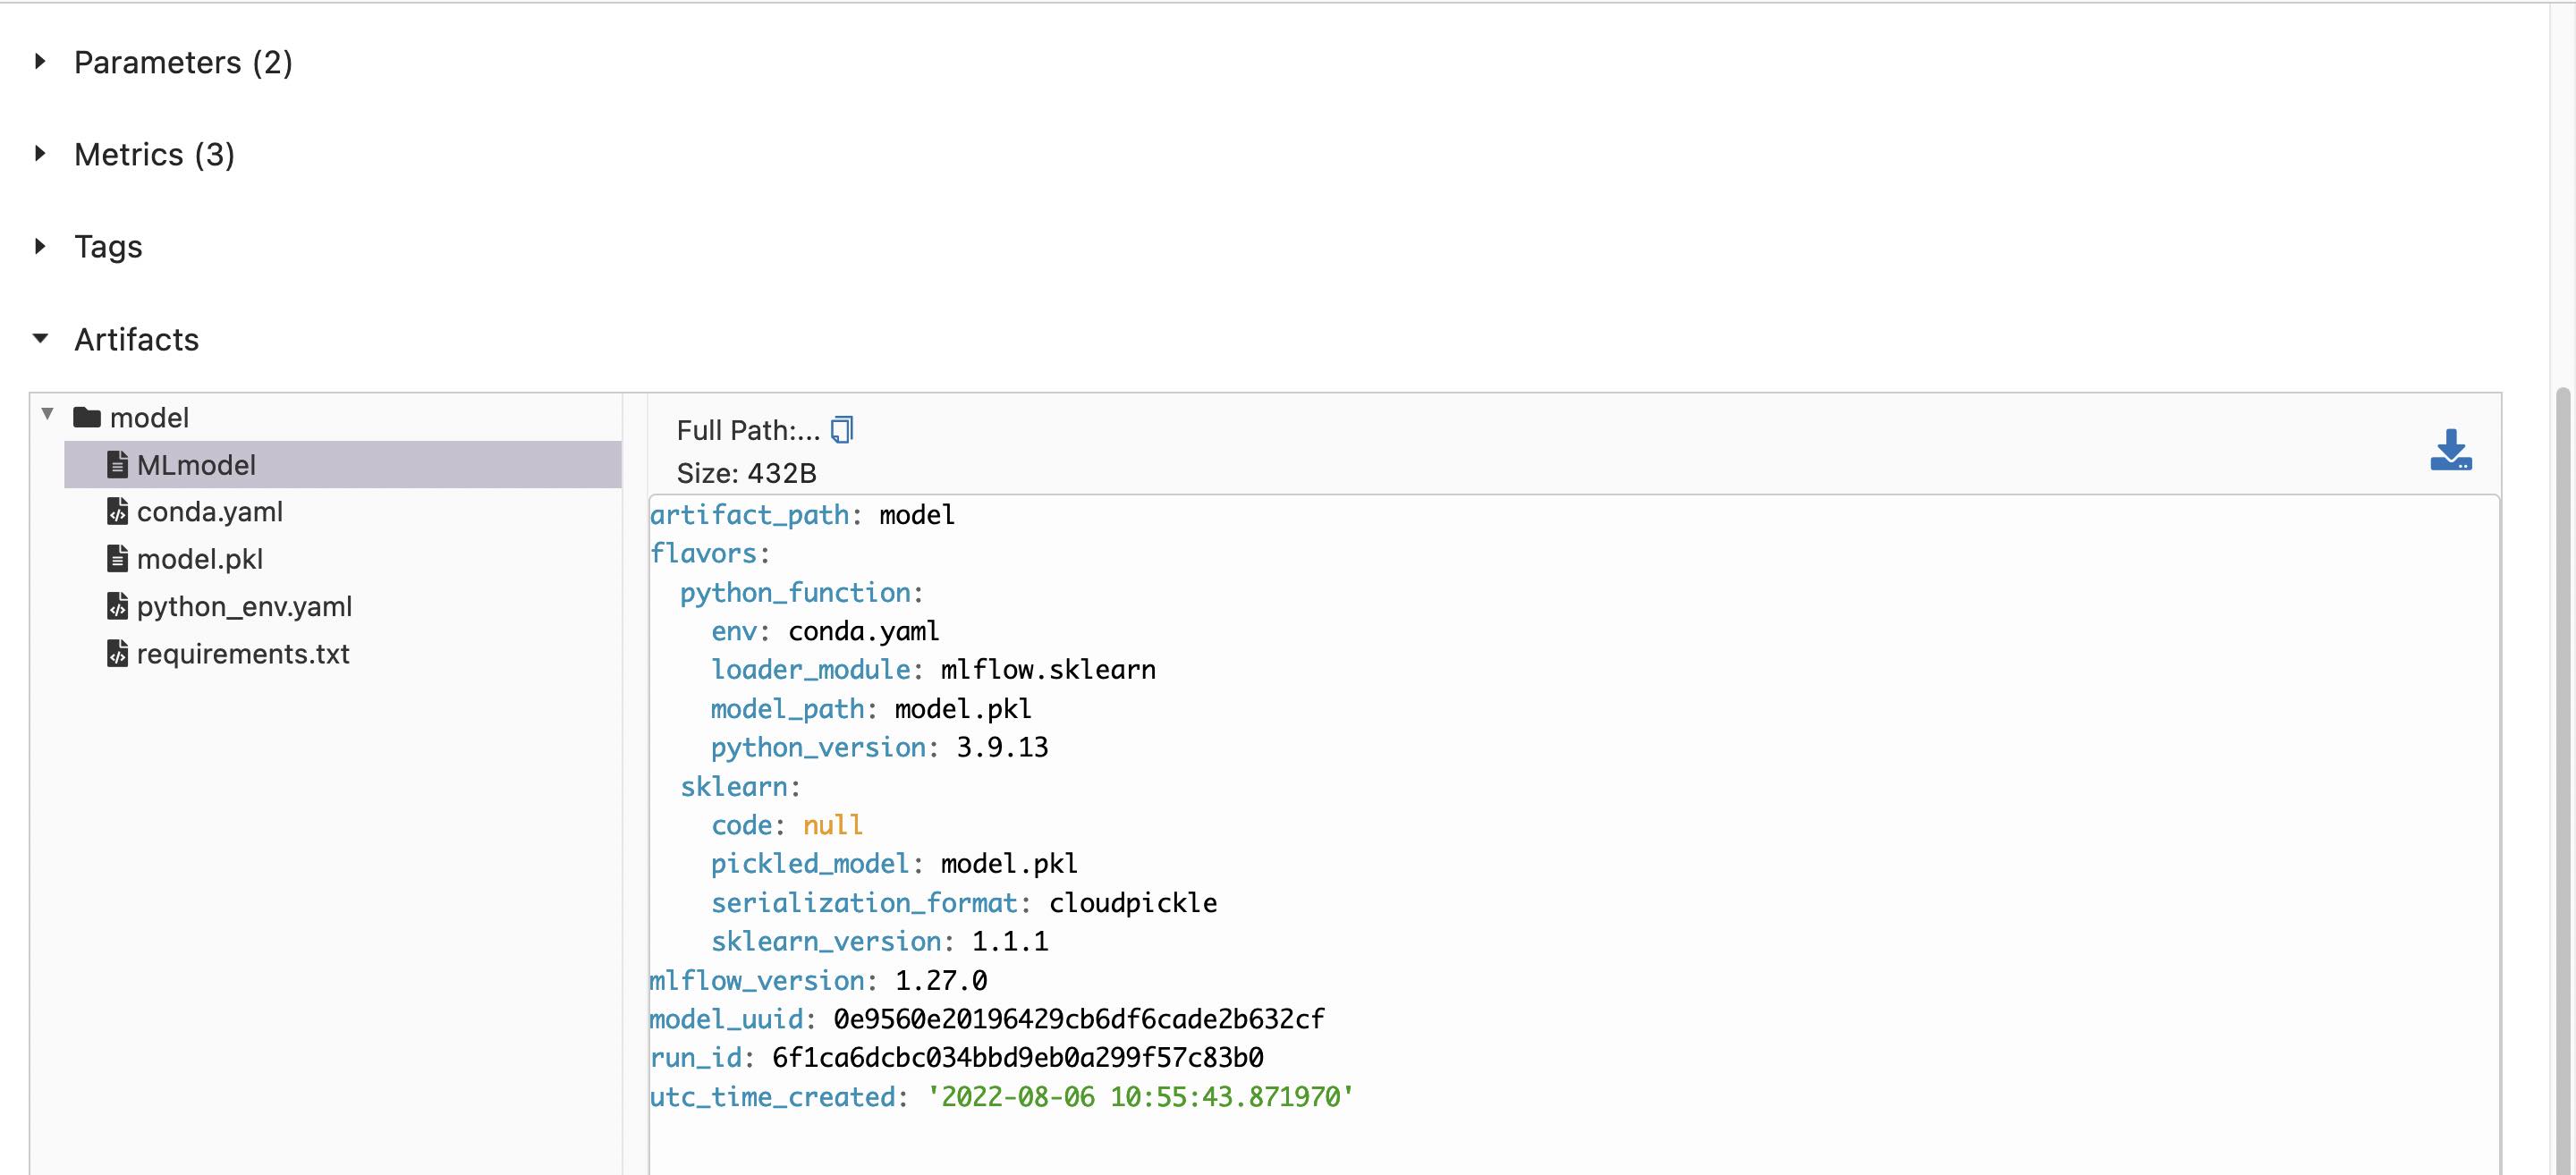 Parameters (2)
Metrics (3)
Tags
Artifacts
model
MLmodel
conda.yaml
model.pkl
python_env.yaml
requirements.txt
Full Path:...
Size: 432B
artifact_path: model
flavors:
  python_function:
    env: conda.yaml
    loader_module: mlflow.sklearn
    model_path: model.pkl
    python_version: 3.9.13
  sklearn:
    code: null
    pickled_model: model.pkl
    serialization_format: cloudpickle
    sklearn_version: 1.1.1
mlflow_version: 1.27.0
model_uuid: 0e9560e20196429cb6df6cade2b632cf
run_id: 6f1ca6dcbc034bbd9eb0a299f57c83b0
utc_time_created: '2022-08-06 10:55:43.871970'